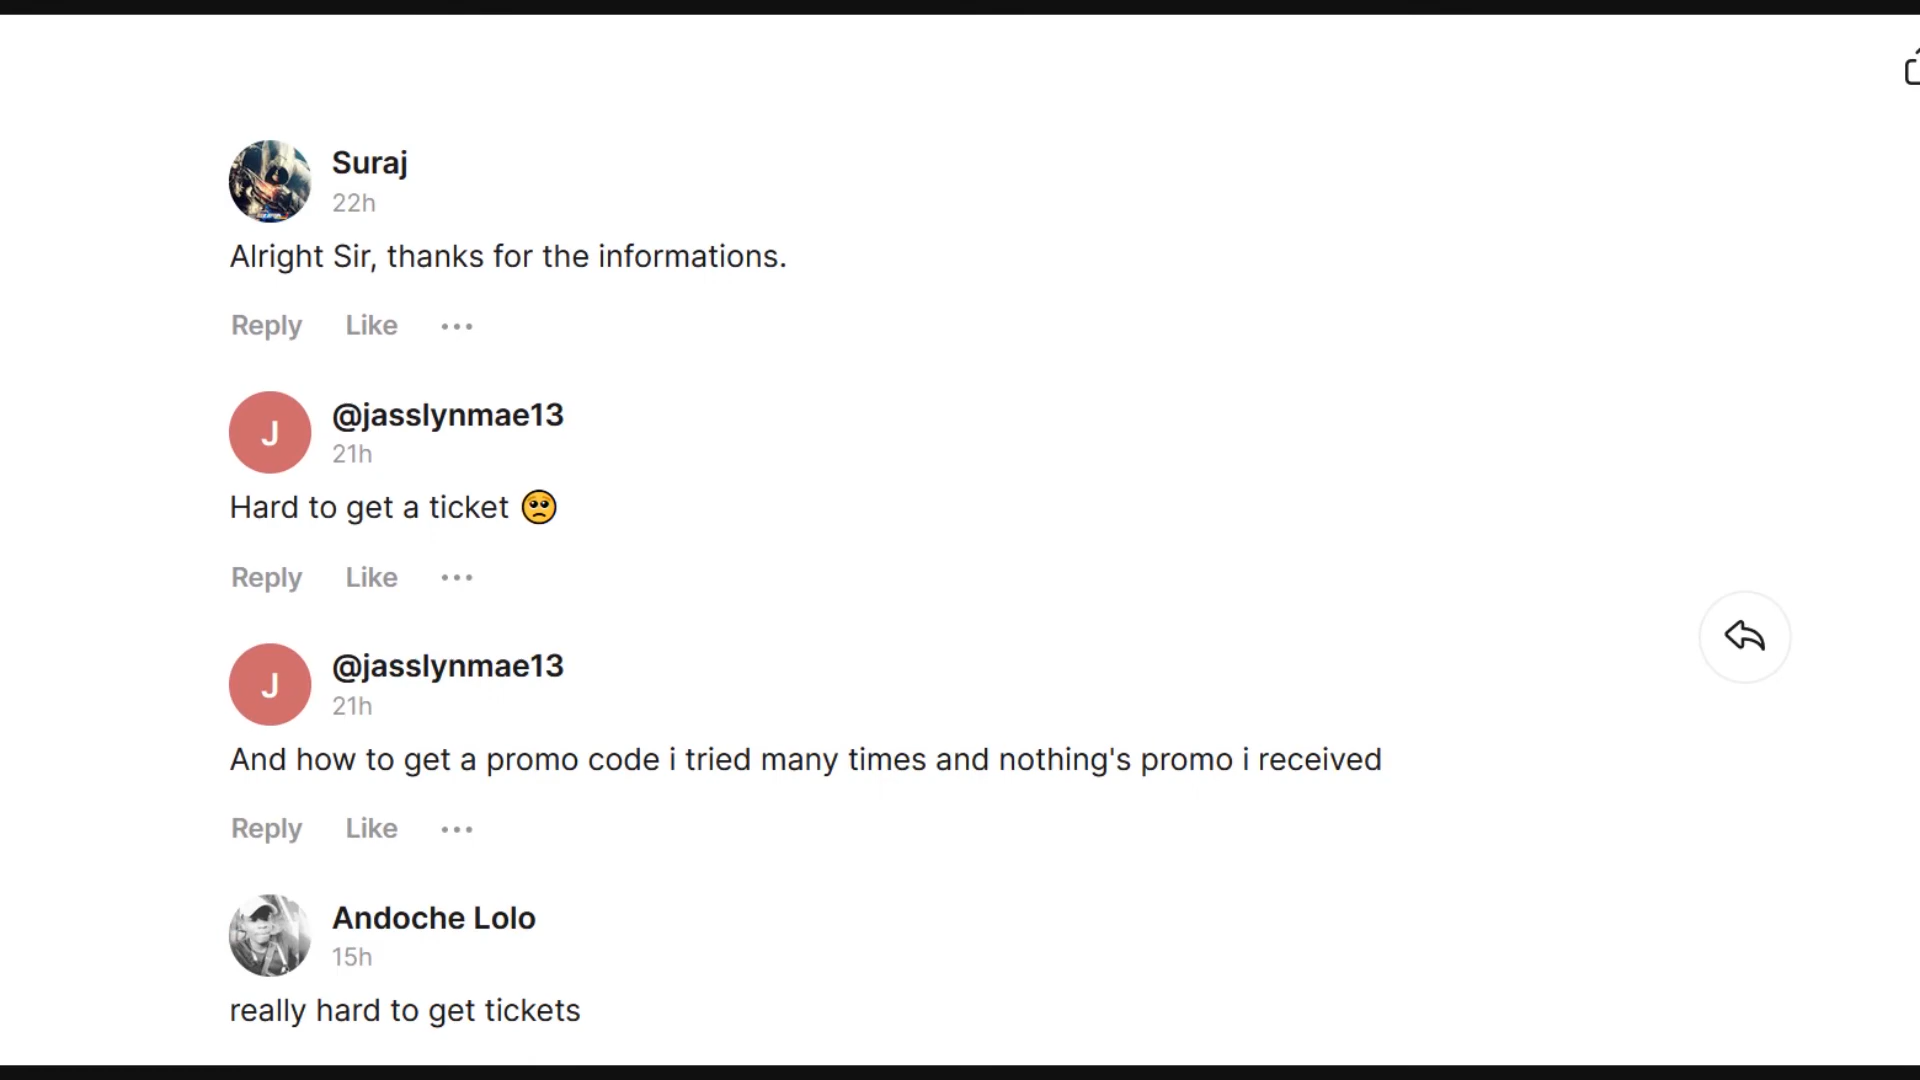 Suraj
22h
Alright Sir, thanks for the informations.
Reply Like ...
J
@jasslynmae13
21h
Hard to get a ticket 🥺
Reply Like ...
J
@jasslynmae13
21h
And how to get a promo code i tried many times and nothing's promo i received
Reply Like ...
Andoche Lolo
15h
really hard to get tickets